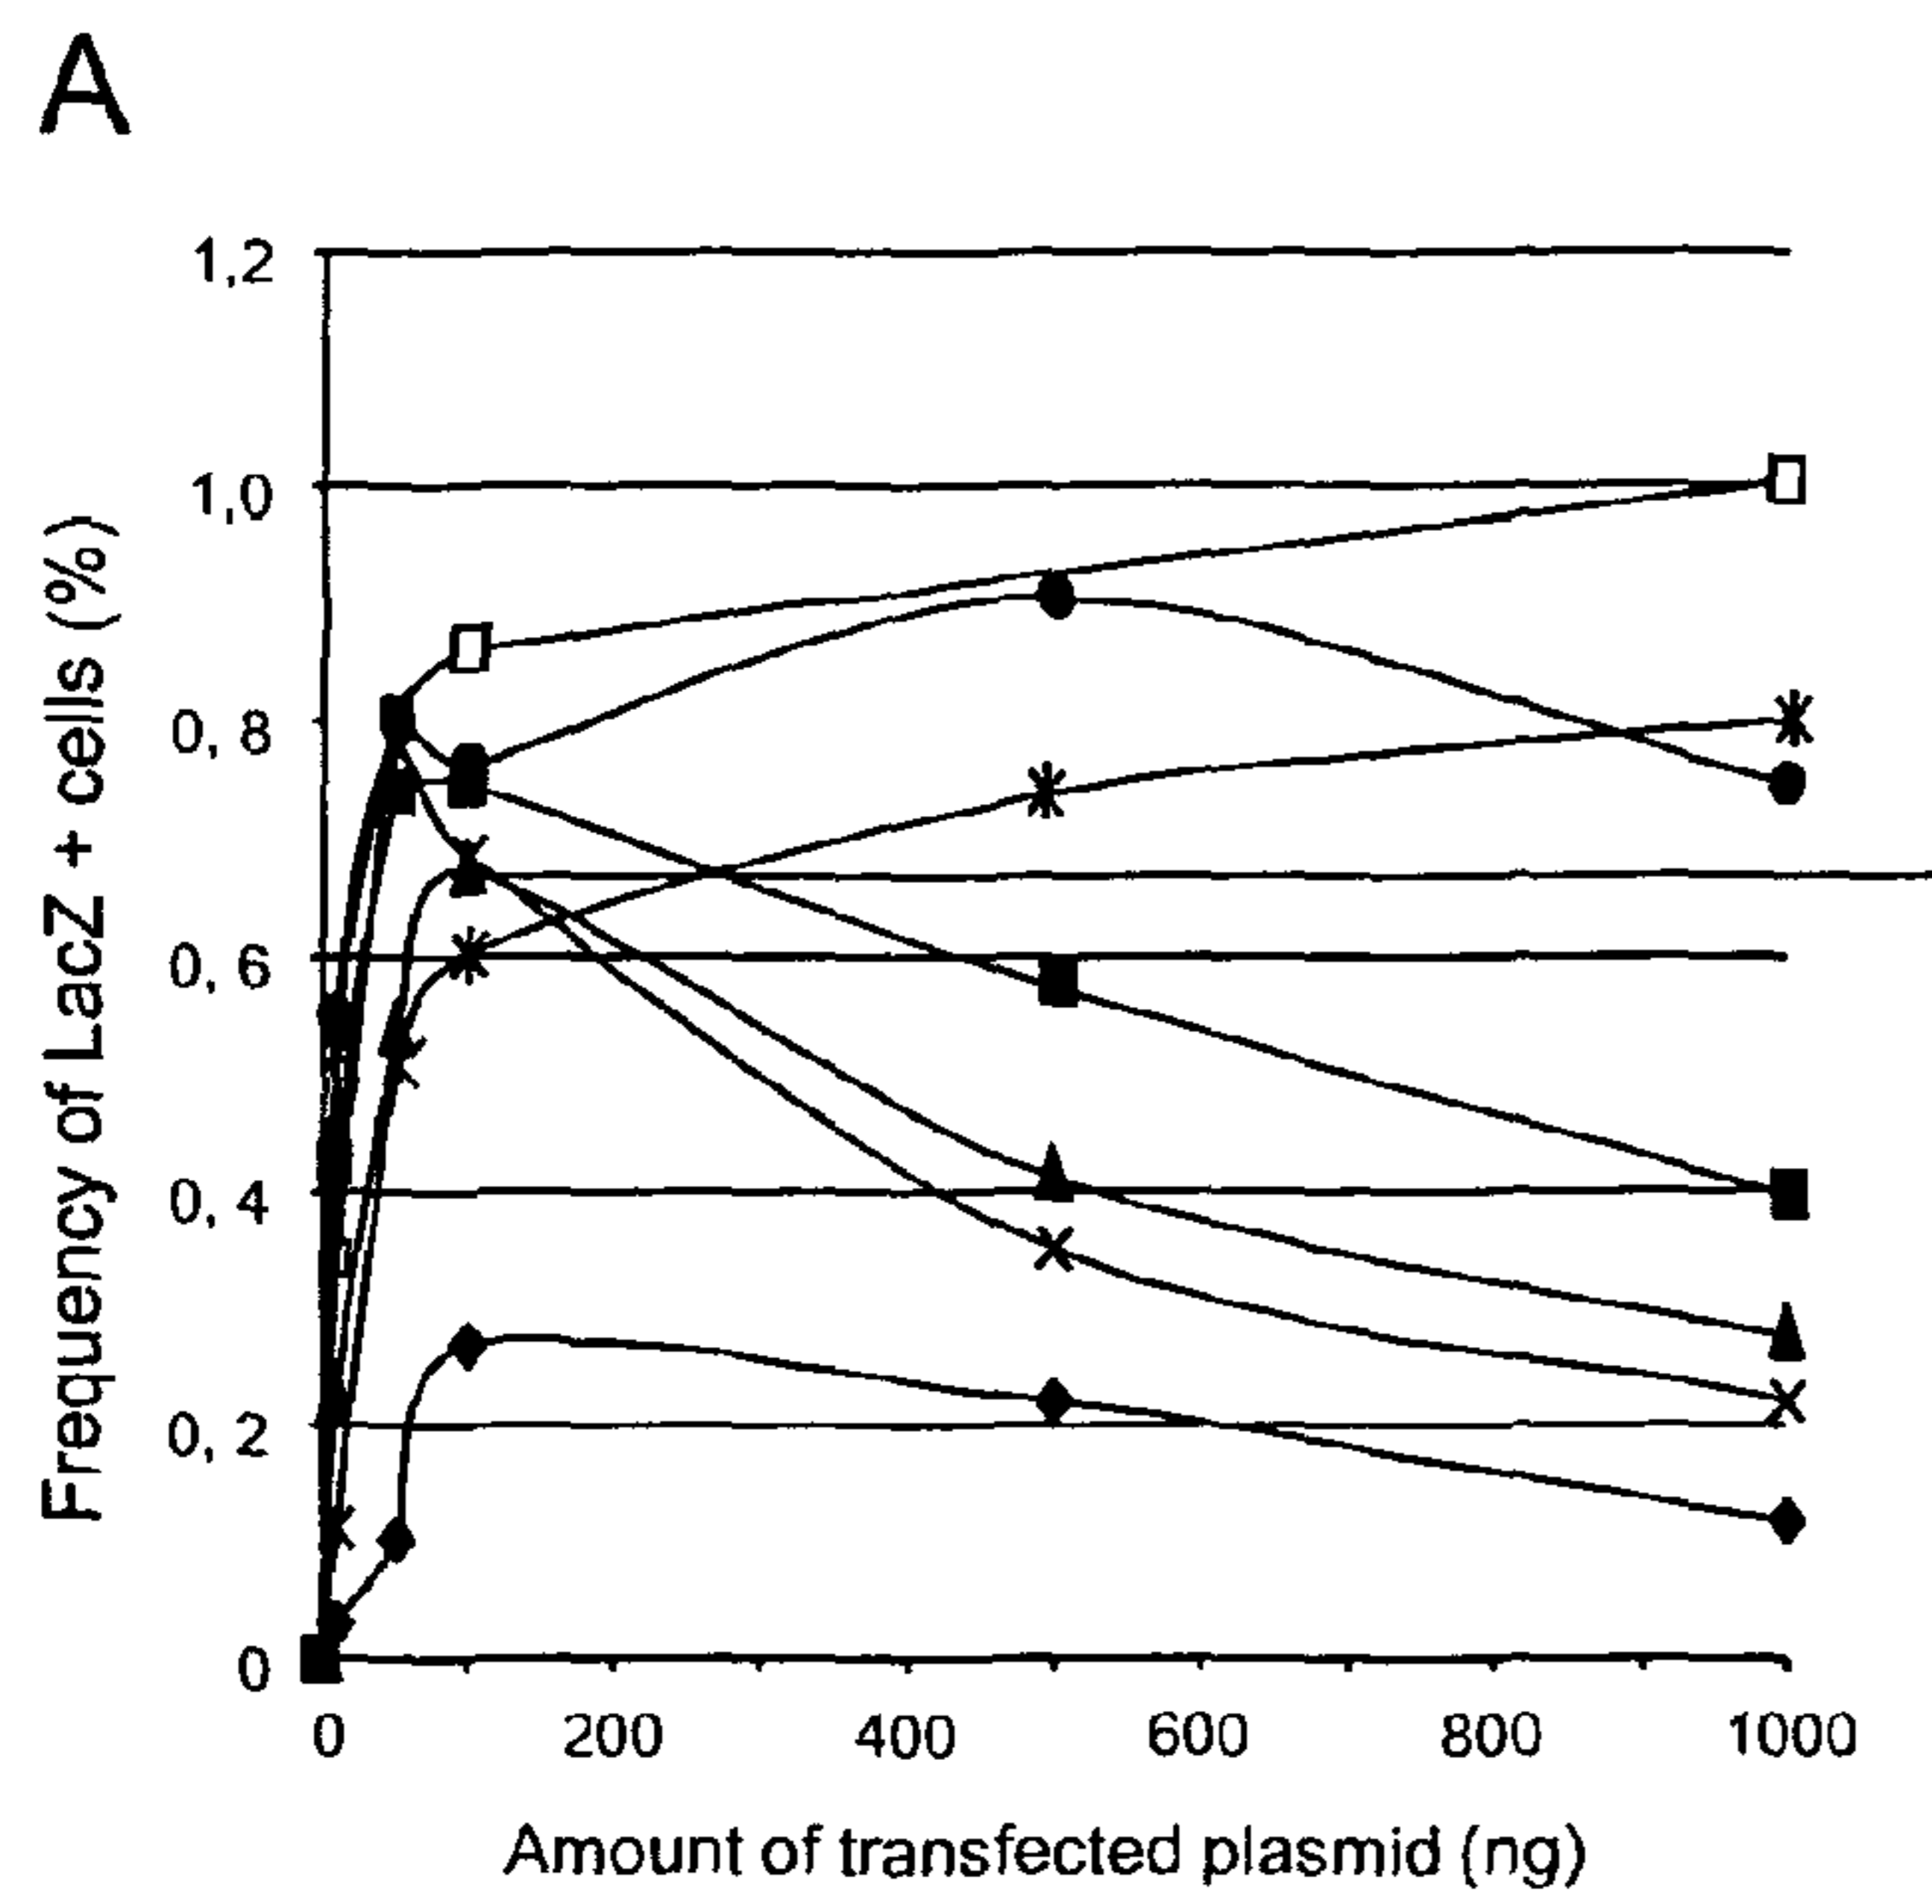 A
1,2
1,0
0, 8
0, 6
0, 4
0, 2
0
0 200 400 600 800 1000
Frequency of LacZ + cells (%)
Amount of transfected plasmid (ng)